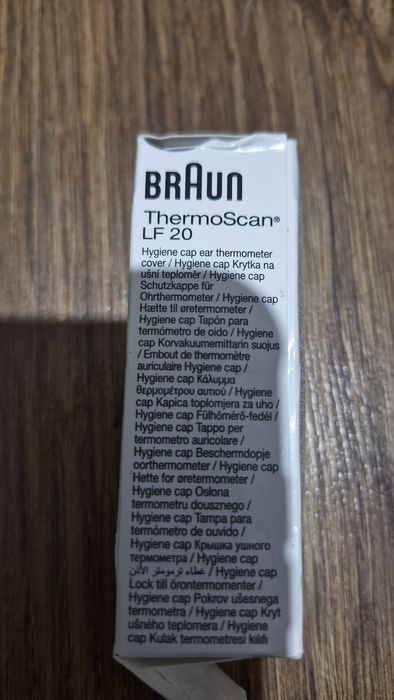 BRAUN
ThermoScan®
LF 20
Hygiene cap ear thermometer
cover / Hygiene cap Krytka na
ušní teploměr / Hygiene cap
Schutzkappe für
Ohrthermometer / Hygiene cap
Hætte til øretermometer /
Hygiene cap Tapón para
termómetro de oido / Hygiene
cap Korvakuumemittarin suojus
/ Embout de thermomètre
auriculaire Hygiene cap /
Hygiene cap Κάλυμμα
θερμομέτρου αυτιού / Hygiene
cap Kapica toplomjera za uho /
Hygiene cap Fülhőmérő-fedél /
Hygiene cap Tappo per
termometro auricolare /
Hygiene cap Beschermdopje
oorthermometer / Hygiene cap
Hette for øretermometer /
Hygiene cap Osłona
termometru dousznego /
Hygiene cap Tampa para
termómetro de ouvido /
Hygiene cap Крышка ушного
термометра / Hygiene cap
غطاء ترمومتر الأذن / Hygiene cap
Lock till örontermomenter /
Hygiene cap Pokrov ušesnega
termometra / Hygiene cap Kryt
ušného teplomera / Hygiene
cap Kulak termometresi kılıfı